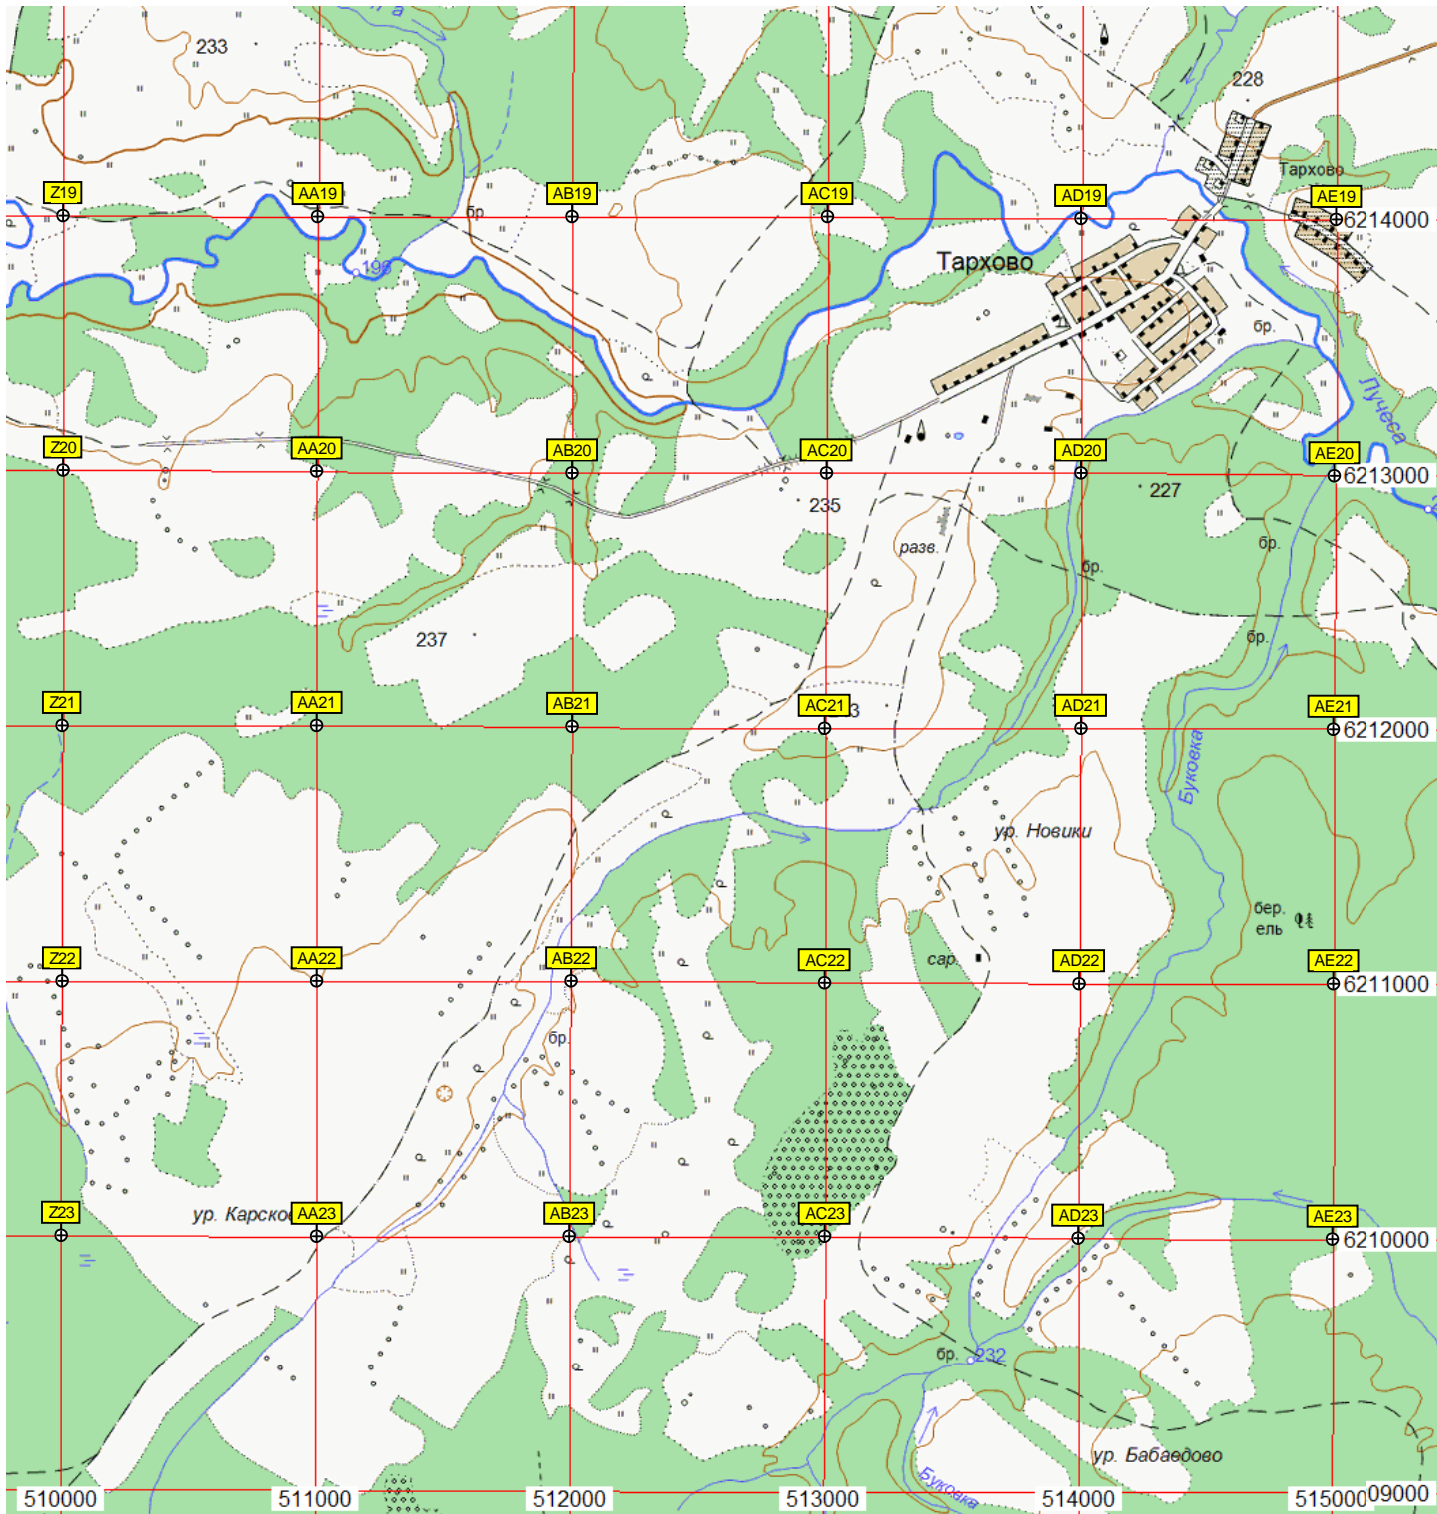 га
233
228
Тархово
Z19
AA19
AB19
AC19
AD19
AE19
бр.
6214000
196
Тархово
бр.
Лучеса
Z20
AA20
AB20
AC20
AD20
AE20
6213000
235
227
разв.
бр.
бр.
237
бр.
Z21
AA21
AB21
AC21
AD21
AE21
3
6212000
Буковка
ур. Новики
бер.
ель
Z22
AA22
AB22
AC22
сар.
AD22
AE22
6211000
бр.
ур. Карско
Z23
AA23
AB23
AC23
AD23
AE23
6210000
бр.
232
ур. Бабаедово
Буковка
510000
511000
512000
513000
514000
515000
09000